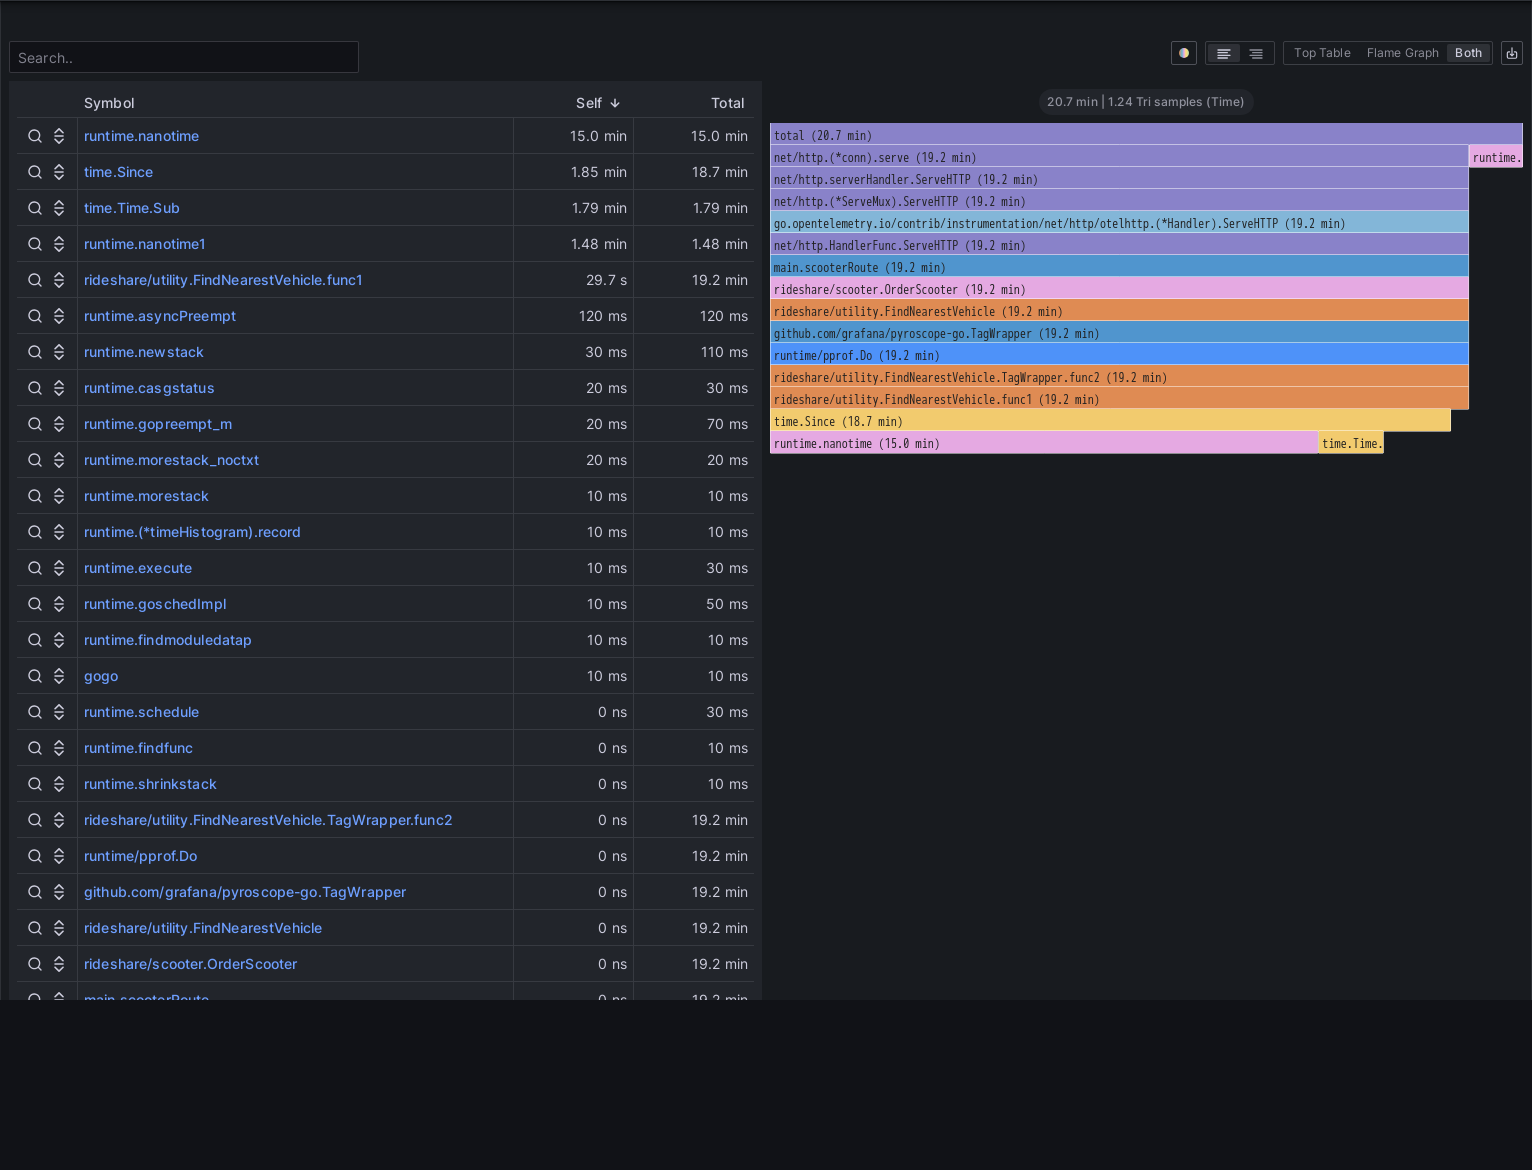 Search..
Top Table Flame Graph Both
Symbol Self Total
runtime.nanotime 15.0 min 15.0 min
time.Since 1.85 min 18.7 min
time.Time.Sub 1.79 min 1.79 min
runtime.nanotime1 1.48 min 1.48 min
rideshare/utility.FindNearestVehicle.func1 29.7 s 19.2 min
runtime.asyncPreempt 120 ms 120 ms
runtime.newstack 30 ms 110 ms
runtime.casgstatus 20 ms 30 ms
runtime.gopreempt_m 20 ms 70 ms
runtime.morestack_noctxt 20 ms 20 ms
runtime.morestack 10 ms 10 ms
runtime.(*timeHistogram).record 10 ms 10 ms
runtime.execute 10 ms 30 ms
runtime.goschedImpl 10 ms 50 ms
runtime.findmoduledatap 10 ms 10 ms
gogo 10 ms 10 ms
runtime.schedule 0 ns 30 ms
runtime.findfunc 0 ns 10 ms
runtime.shrinkstack 0 ns 10 ms
rideshare/utility.FindNearestVehicle.TagWrapper.func2 0 ns 19.2 min
runtime/pprof.Do 0 ns 19.2 min
github.com/grafana/pyroscope-go.TagWrapper 0 ns 19.2 min
rideshare/utility.FindNearestVehicle 0 ns 19.2 min
rideshare/scooter.OrderScooter 0 ns 19.2 min
main.scooterRoute 0 ns 19.2 min
20.7 min | 1.24 Tri samples (Time)
total (20.7 min)
net/http.(*conn).serve (19.2 min) runtime.
net/http.serverHandler.ServeHTTP (19.2 min)
net/http.(*ServeMux).ServeHTTP (19.2 min)
go.opentelemetry.io/contrib/instrumentation/net/http/otelhttp.(*Handler).ServeHTTP (19.2 min)
net/http.HandlerFunc.ServeHTTP (19.2 min)
main.scooterRoute (19.2 min)
rideshare/scooter.OrderScooter (19.2 min)
rideshare/utility.FindNearestVehicle (19.2 min)
github.com/grafana/pyroscope-go.TagWrapper (19.2 min)
runtime/pprof.Do (19.2 min)
rideshare/utility.FindNearestVehicle.TagWrapper.func2 (19.2 min)
rideshare/utility.FindNearestVehicle.func1 (19.2 min)
time.Since (18.7 min)
runtime.nanotime (15.0 min) time.Time.